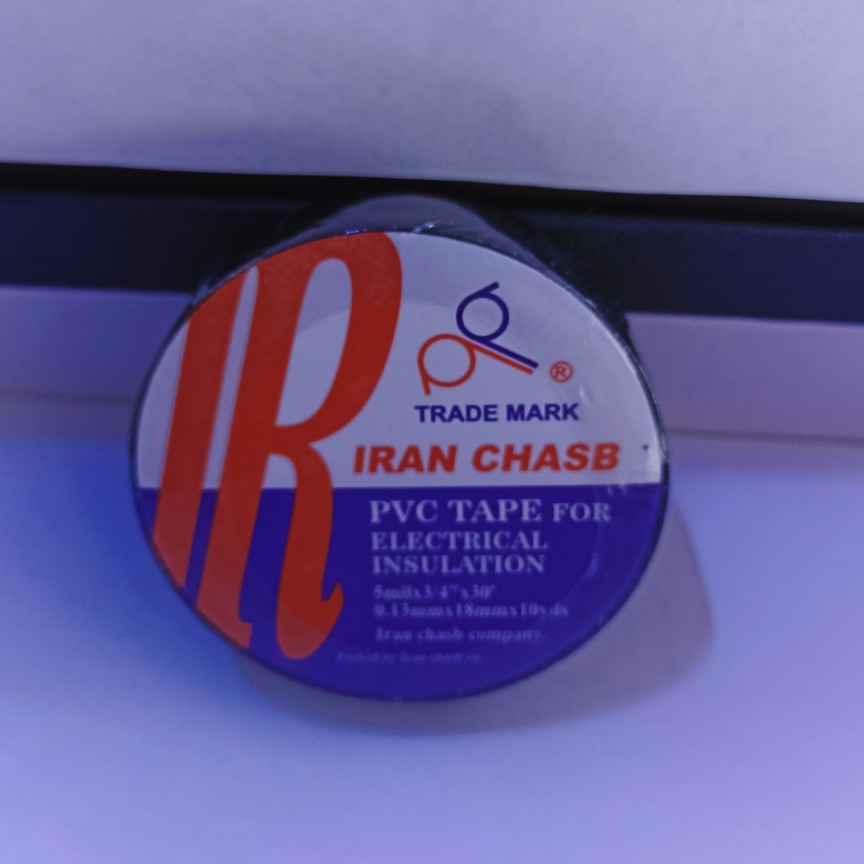 IR
®
TRADE MARK
IRAN CHASB
PVC TAPE FOR
ELECTRICAL
INSULATION
5milx3/4"x30'
0.13mmx18mmx10yds
Iran chasb company.